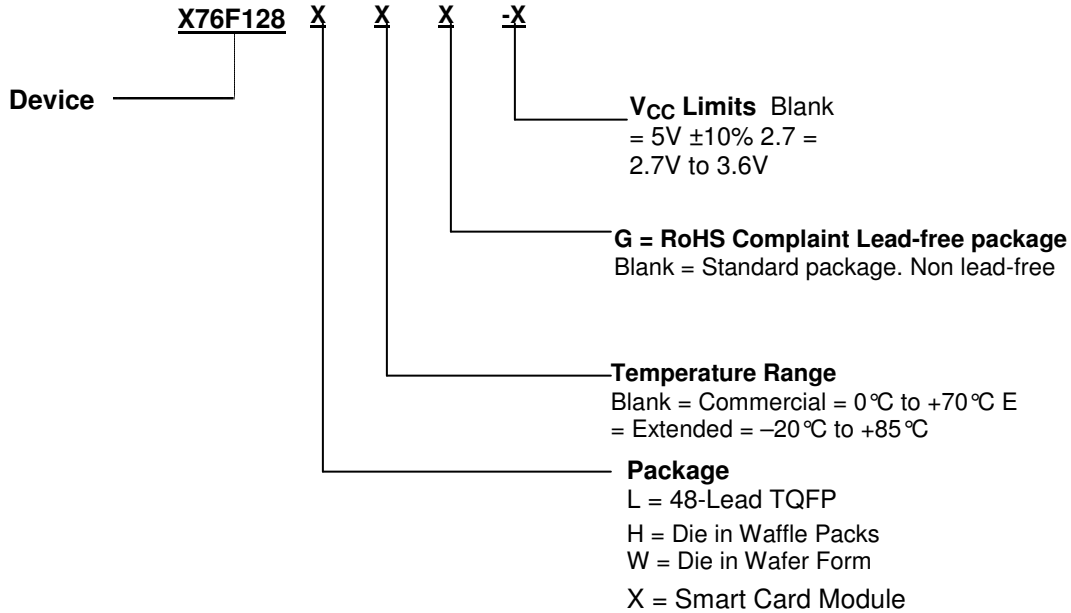 X76F128 X X X -X
Device
VCC Limits Blank
= 5V ±10% 2.7 =
2.7V to 3.6V
G = RoHS Complaint Lead-free package
Blank = Standard package. Non lead-free
Temperature Range
Blank = Commercial = 0°C to +70°C E
= Extended = –20°C to +85°C
Package
L = 48-Lead TQFP
H = Die in Waffle Packs
W = Die in Wafer Form
X = Smart Card Module